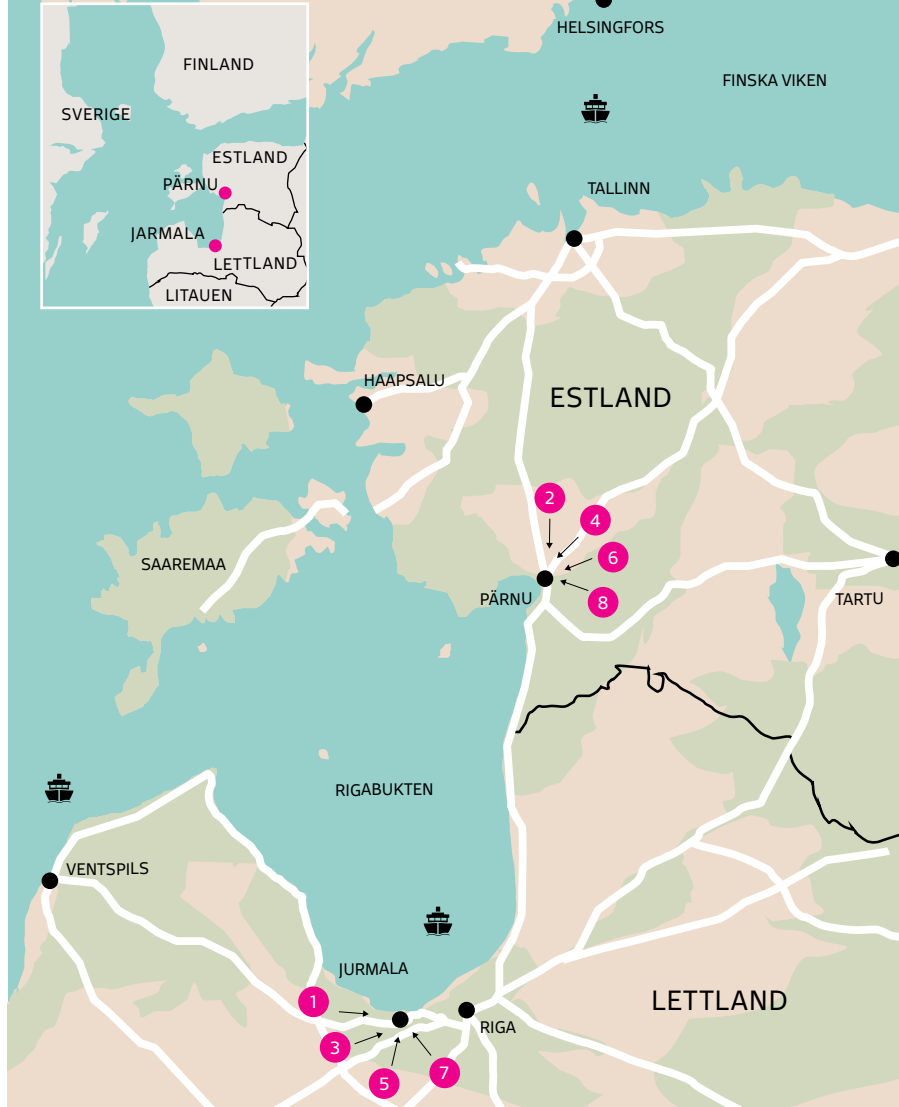 HELSINGFORS
FINLAND
FINSKA VIKEN
SVERIGE
ESTLAND
PÄRNU
TALLINN
JARMALA
LETTLAND
LITAUEN
HAAPSALU
ESTLAND
2
4
6
SAAREMAA
PÄRNU
8
TARTU
RIGABUKTEN
VENTSPILS
JURMALA
1
LETTLAND
RIGA
3
5
7